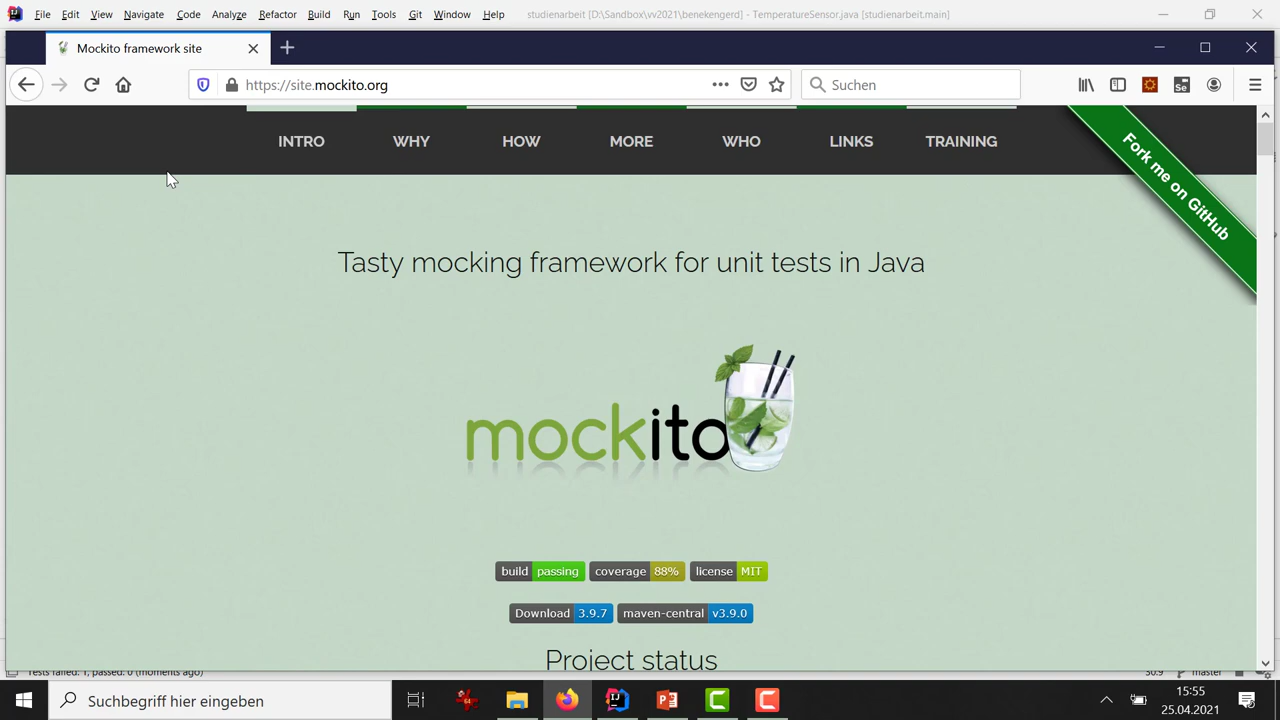 File Edit View Navigate Code Analyze Refactor Build Run Tools Git Window Help studienarbeit [D:\Sandbox\vv2021\benekengerd] - TemperatureSensor.java [studienarbeit.main]
Mockito framework site
https://site.mockito.org
Suchen
Se
INTRO WHY HOW MORE WHO LINKS TRAINING
Fork me on GitHub
Tasty mocking framework for unit tests in Java
mockito
build passing coverage 88% license MIT
Download 3.9.7 maven-central v3.9.0
Project status
Tests failed: 1, passed: 0 (moments ago) 30:9 master
Suchbegriff hier eingeben
15:55
25.04.2021